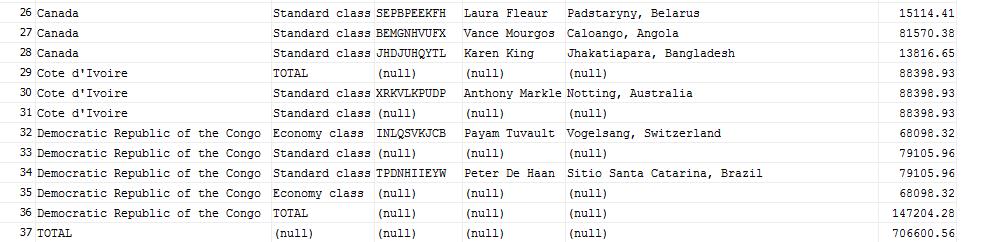 26 Canada Standard class SEPBPEEKFH Laura Fleaur Padstaryny, Belarus 15114.41
27 Canada Standard class BEMGNHVUFX Vance Mourgos Caloango, Angola 81570.38
28 Canada Standard class JHDJUHQYTL Karen King Jhakatiapara, Bangladesh 13816.65
29 Cote d'Ivoire TOTAL (null) (null) (null) 88398.93
30 Cote d'Ivoire Standard class XRKVLKPUDP Anthony Markle Notting, Australia 88398.93
31 Cote d'Ivoire Standard class (null) (null) (null) 88398.93
32 Democratic Republic of the Congo Economy class INLQSVKJCB Payam Tuvault Vogelsang, Switzerland 68098.32
33 Democratic Republic of the Congo Standard class (null) (null) (null) 79105.96
34 Democratic Republic of the Congo Standard class TPDNHIIEYW Peter De Haan Sitio Santa Catarina, Brazil 79105.96
35 Democratic Republic of the Congo Economy class (null) (null) (null) 68098.32
36 Democratic Republic of the Congo TOTAL (null) (null) (null) 147204.28
37 TOTAL (null) (null) (null) (null) 706600.56